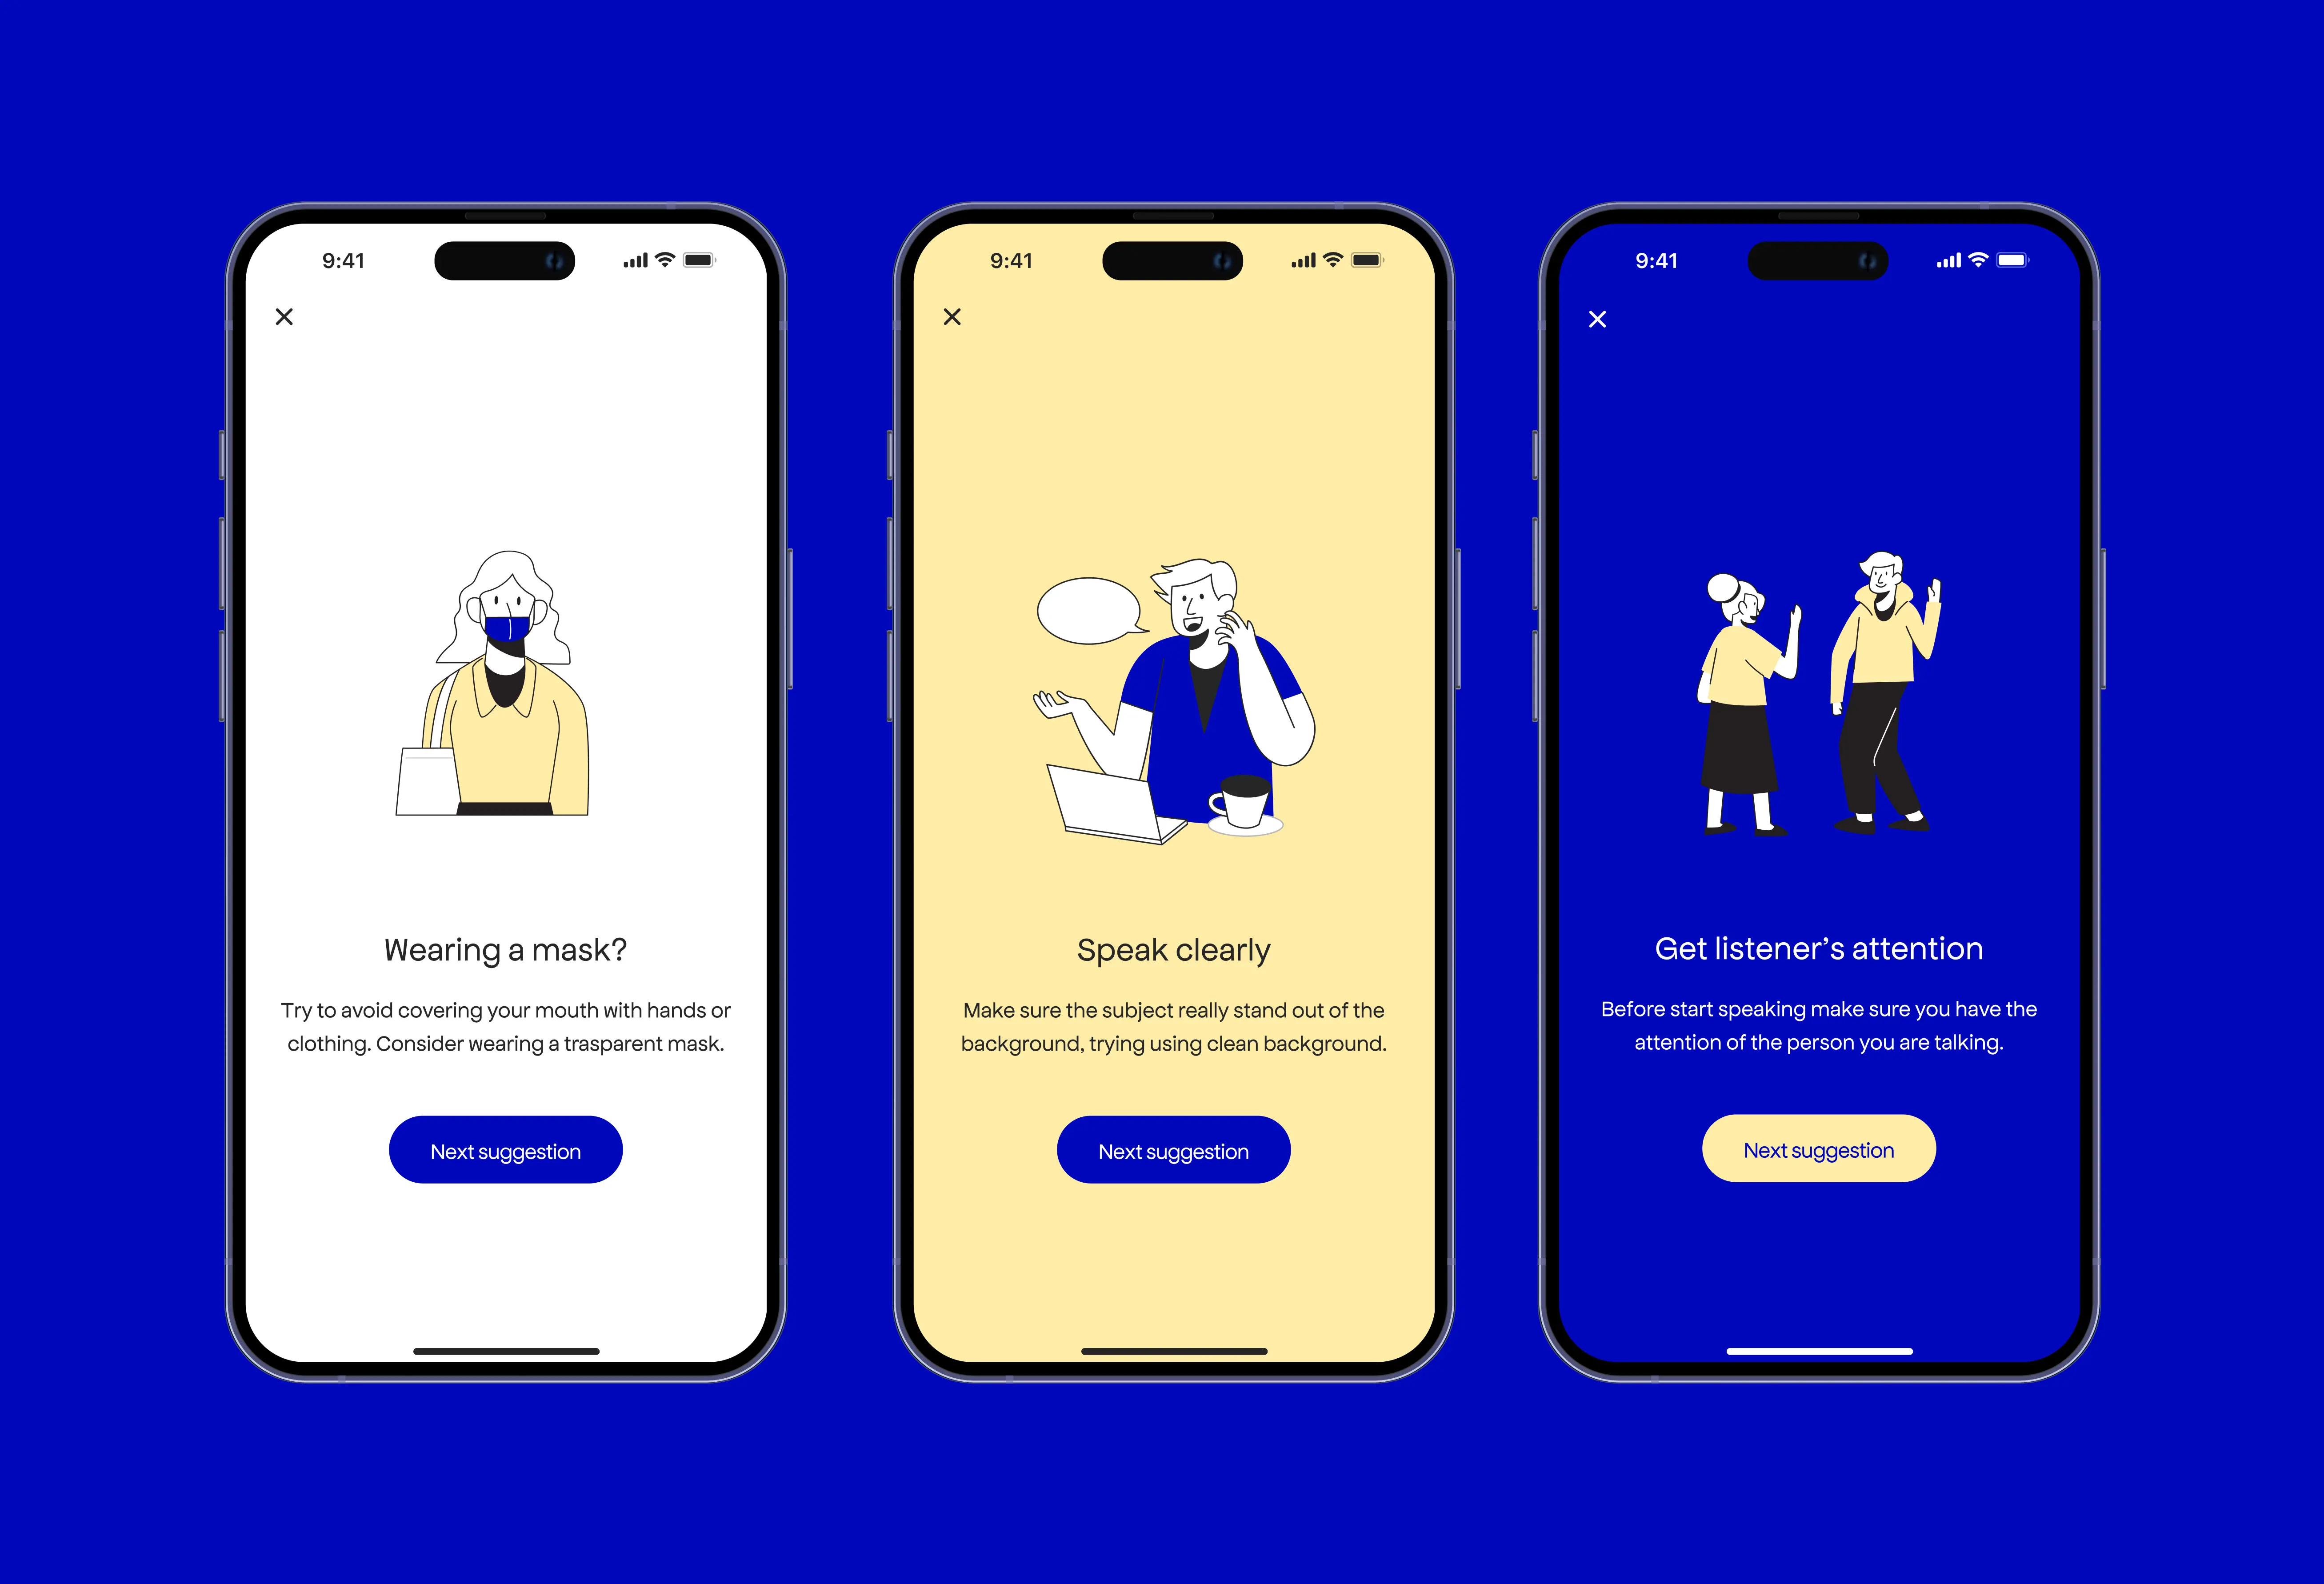 9:41
Wearing a mask?
Try to avoid covering your mouth with hands or
clothing. Consider wearing a trasparent mask.
Next suggestion
9:41
Speak clearly
Make sure the subject really stand out of the
background, trying using clean background.
Next suggestion
9:41
Get listener’s attention
Before start speaking make sure you have the
attention of the person you are talking.
Next suggestion